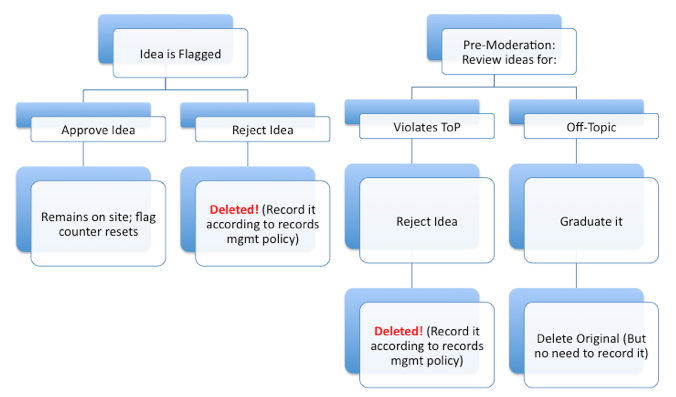 Idea is Flagged
Approve Idea
Reject Idea
Remains on site; flag
counter resets
Deleted! (Record it
according to records
mgmt policy)
Pre-Moderation:
Review ideas for:
Violates ToP
Off-Topic
Reject Idea
Graduate it
Deleted! (Record it
according to records
mgmt policy)
Delete Original (But
no need to record it)